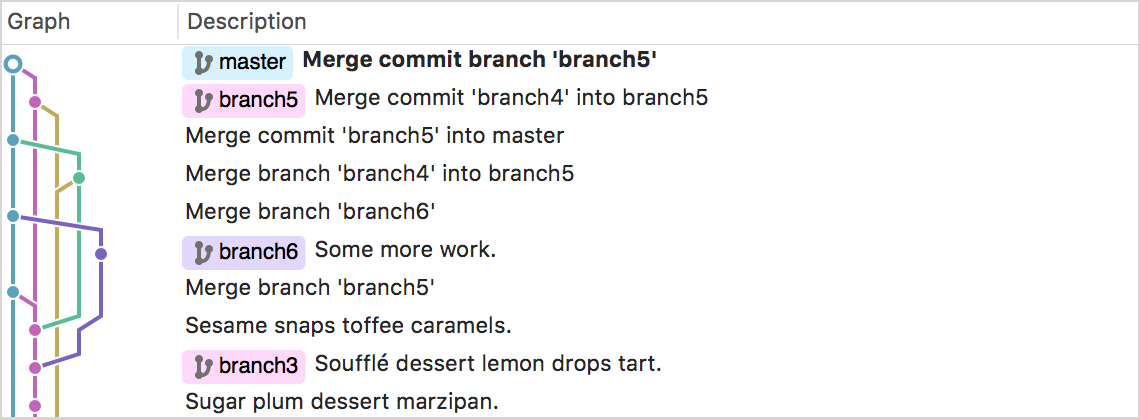 Graph Description
master Merge commit branch 'branch5'
branch5 Merge commit 'branch4' into branch5
Merge commit 'branch5' into master
Merge branch 'branch4' into branch5
Merge branch 'branch6'
branch6 Some more work.
Merge branch 'branch5'
Sesame snaps toffee caramels.
branch3 Soufflé dessert lemon drops tart.
Sugar plum dessert marzipan.